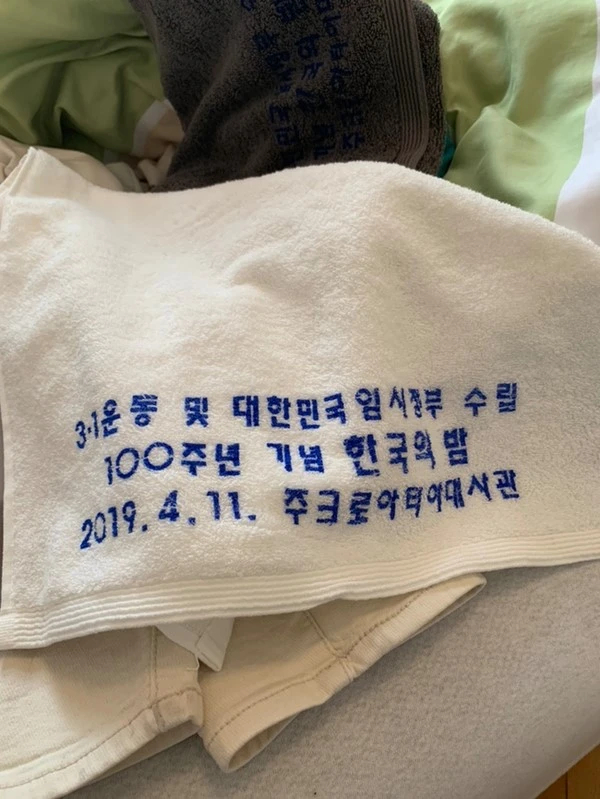 3·1운동 및 대한민국임시정부 수립
100주년 기념 한국의 밤
2019. 4. 11. 주크로아티아대사관